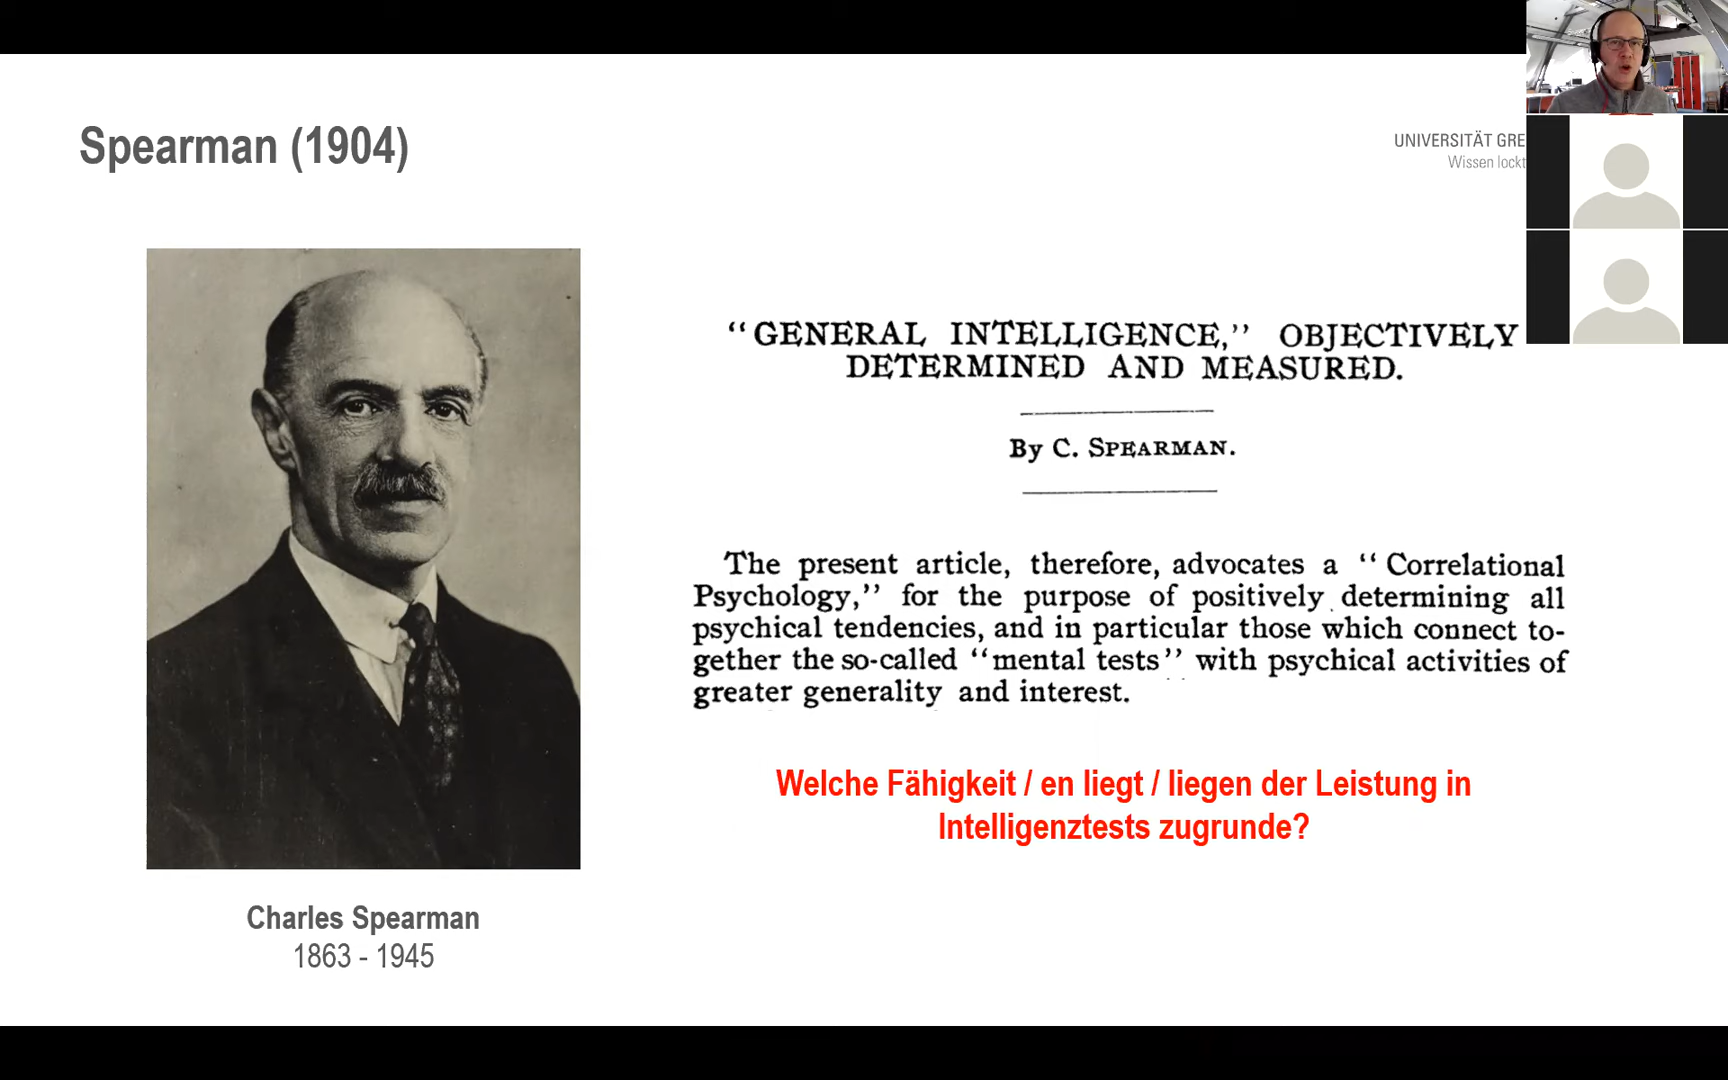 Spearman (1904)
UNIVERSITÄT GRE
Wissen lockt
“GENERAL INTELLIGENCE,” OBJECTIVELY
DETERMINED AND MEASURED.
By C. SPEARMAN.
The present article, therefore, advocates a “Correlational
Psychology,” for the purpose of positively determining all
psychical tendencies, and in particular those which connect to-
gether the so-called “mental tests” with psychical activities of
greater generality and interest.
Welche Fähigkeit / en liegt / liegen der Leistung in
Intelligenztests zugrunde?
Charles Spearman
1863 - 1945